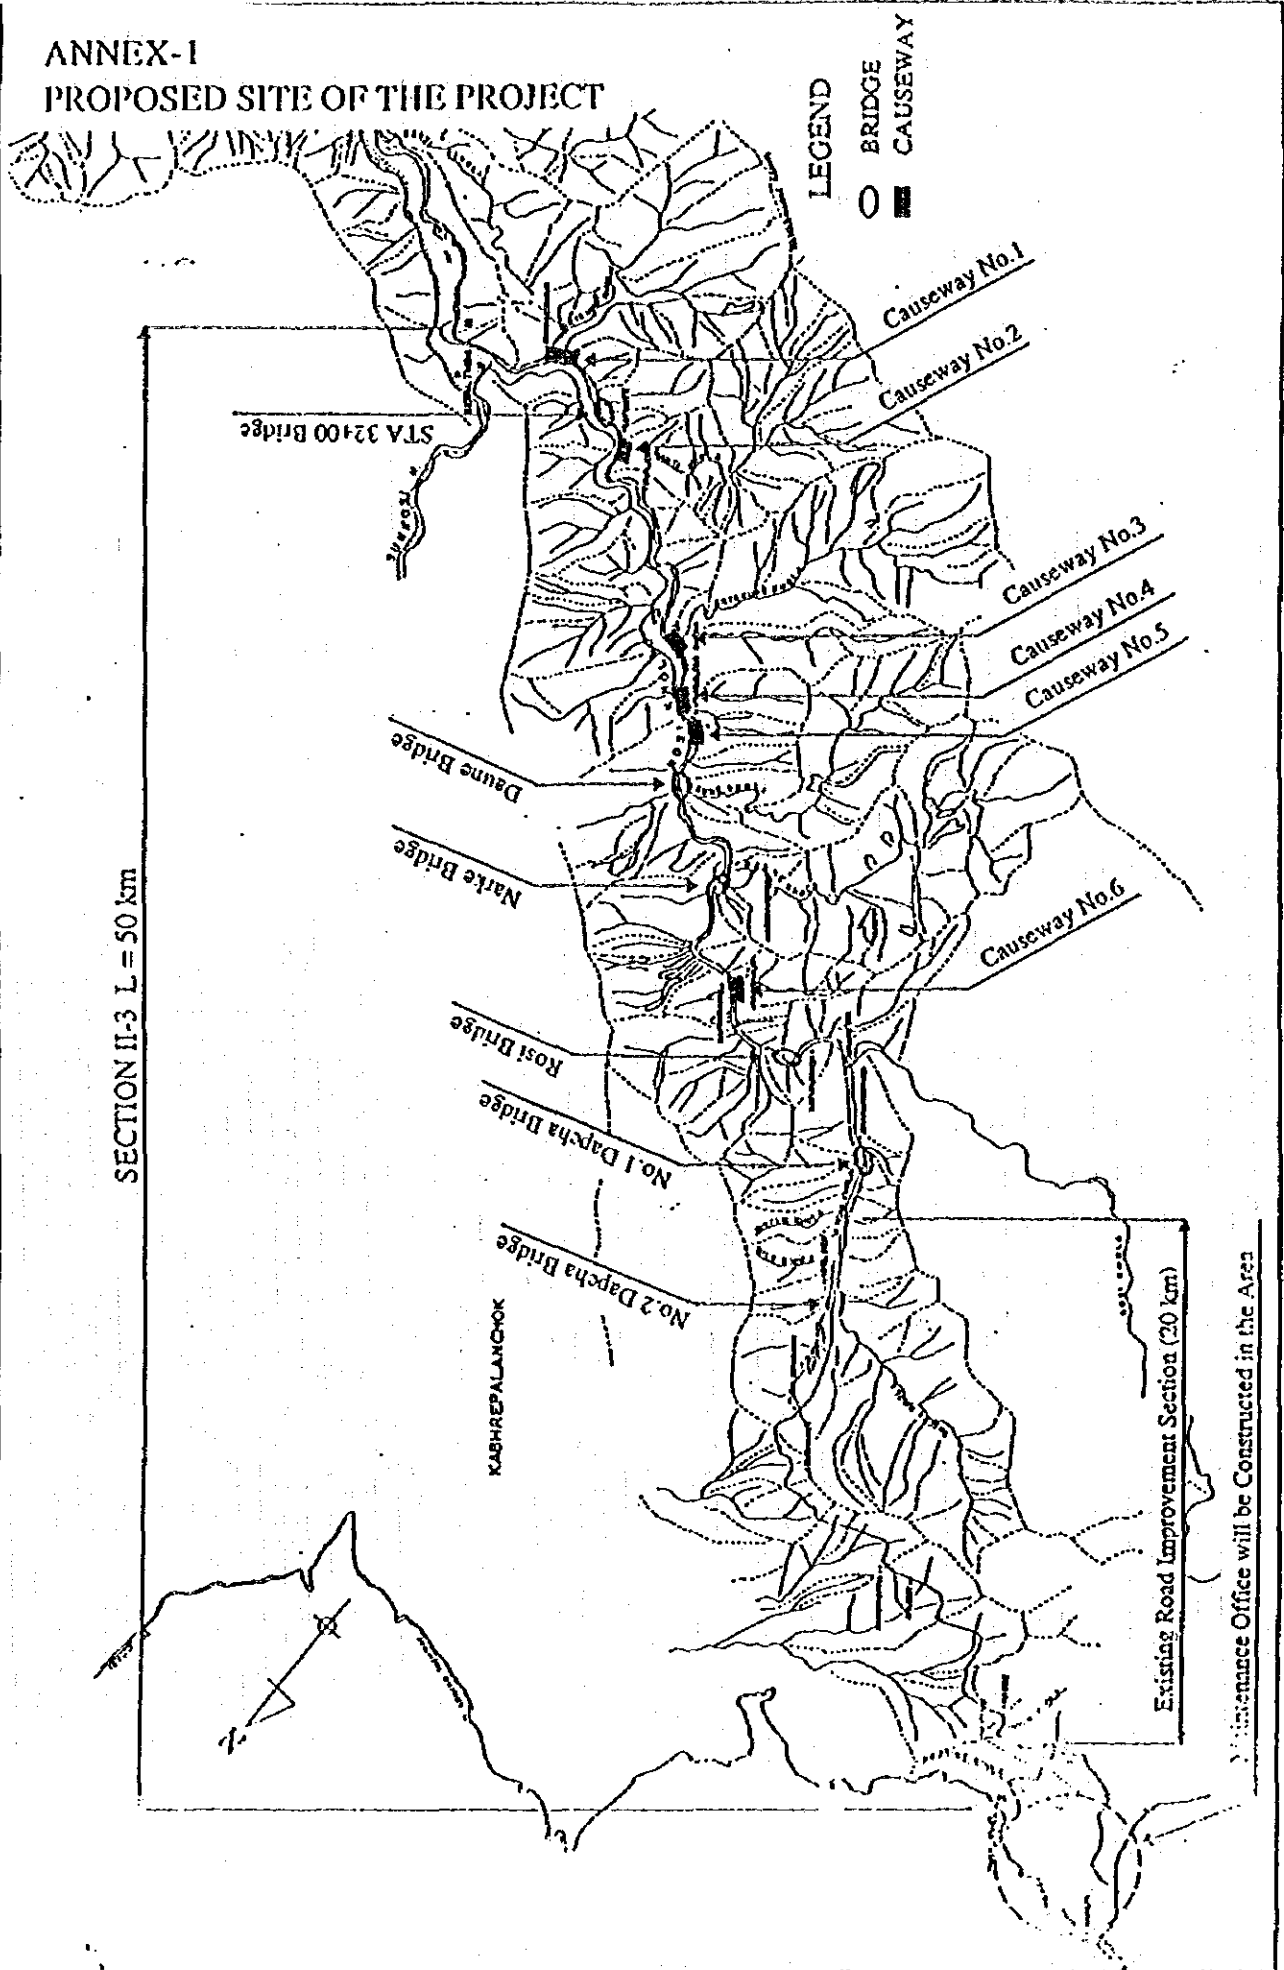 ANNEX-1
PROPOSED SITE OF THE PROJECT
LEGEND
BRIDGE
CAUSEWAY
Causeway No.1
Causeway No.2
STA 32+00 Bridge
Causeway No.3
Causeway No.4
Causeway No.5
Daune Bridge
Narke Bridge
SECTION II-3 L = 50 km
Causeway No.6
Rosi Bridge
No.1 Dapcha Bridge
No.2 Dapcha Bridge
KABHREPALANCHOK
Existing Road Improvement Section (20 km)
Office will be Constructed in the Area